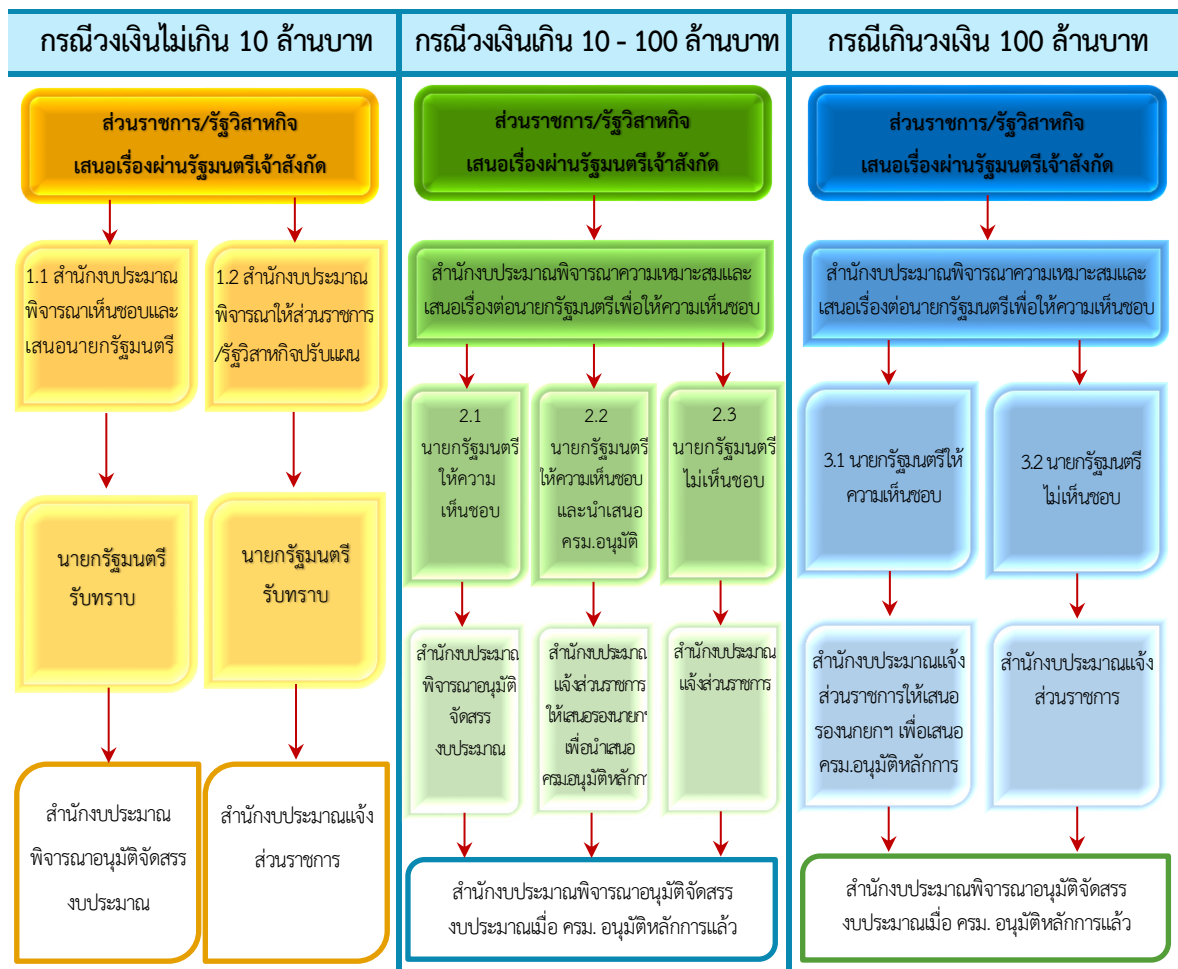 กรณีวงเงินไม่เกิน 10 ล้านบาท
ส่วนราชการ/รัฐวิสาหกิจ
เสนอเรื่องผ่านรัฐมนตรีเจ้าสังกัด
1.1 สำนักงบประมาณ
พิจารณาเห็นชอบและ
เสนอนายกรัฐมนตรี
1.2 สำนักงบประมาณ
พิจารณาให้ส่วนราชการ
/รัฐวิสาหกิจปรับแผน
นายกรัฐมนตรี
รับทราบ
นายกรัฐมนตรี
รับทราบ
สำนักงบประมาณ
พิจารณาอนุมัติจัดสรร
งบประมาณ
สำนักงบประมาณแจ้ง
ส่วนราชการ
กรณีวงเงินเกิน 10 - 100 ล้านบาท
ส่วนราชการ/รัฐวิสาหกิจ
เสนอเรื่องผ่านรัฐมนตรีเจ้าสังกัด
สำนักงบประมาณพิจารณาความเหมาะสมและ
เสนอเรื่องต่อนายกรัฐมนตรีเพื่อให้ความเห็นชอบ
2.1
นายกรัฐมนตรี
ให้ความ
เห็นชอบ
2.2
นายกรัฐมนตรี
ให้ความเห็นชอบ
และนำเสนอ
ครม.อนุมัติ
2.3
นายกรัฐมนตรี
ไม่เห็นชอบ
สำนักงบประมาณ
พิจารณาอนุมัติ
จัดสรร
งบประมาณ
สำนักงบประมาณ
แจ้งส่วนราชการ
ให้เสนอรองนายกฯ
เพื่อนำเสนอ
ครม.อนุมัติหลักกา
สำนักงบประมาณ
แจ้งส่วนราชการ
สำนักงบประมาณพิจารณาอนุมัติจัดสรร
งบประมาณเมื่อ ครม. อนุมัติหลักการแล้ว
กรณีเกินวงเงิน 100 ล้านบาท
ส่วนราชการ/รัฐวิสาหกิจ
เสนอเรื่องผ่านรัฐมนตรีเจ้าสังกัด
สำนักงบประมาณพิจารณาความเหมาะสมและ
เสนอเรื่องต่อนายกรัฐมนตรีเพื่อให้ความเห็นชอบ
3.1 นายกรัฐมนตรีให้
ความเห็นชอบ
3.2 นายกรัฐมนตรี
ไม่เห็นชอบ
สำนักงบประมาณแจ้ง
ส่วนราชการให้เสนอ
รองนกยกฯ เพื่อเสนอ
ครม.อนุมัติหลักการ
สำนักงบประมาณแจ้ง
ส่วนราชการ
สำนักงบประมาณพิจารณาอนุมัติจัดสรร
งบประมาณเมื่อ ครม. อนุมัติหลักการแล้ว